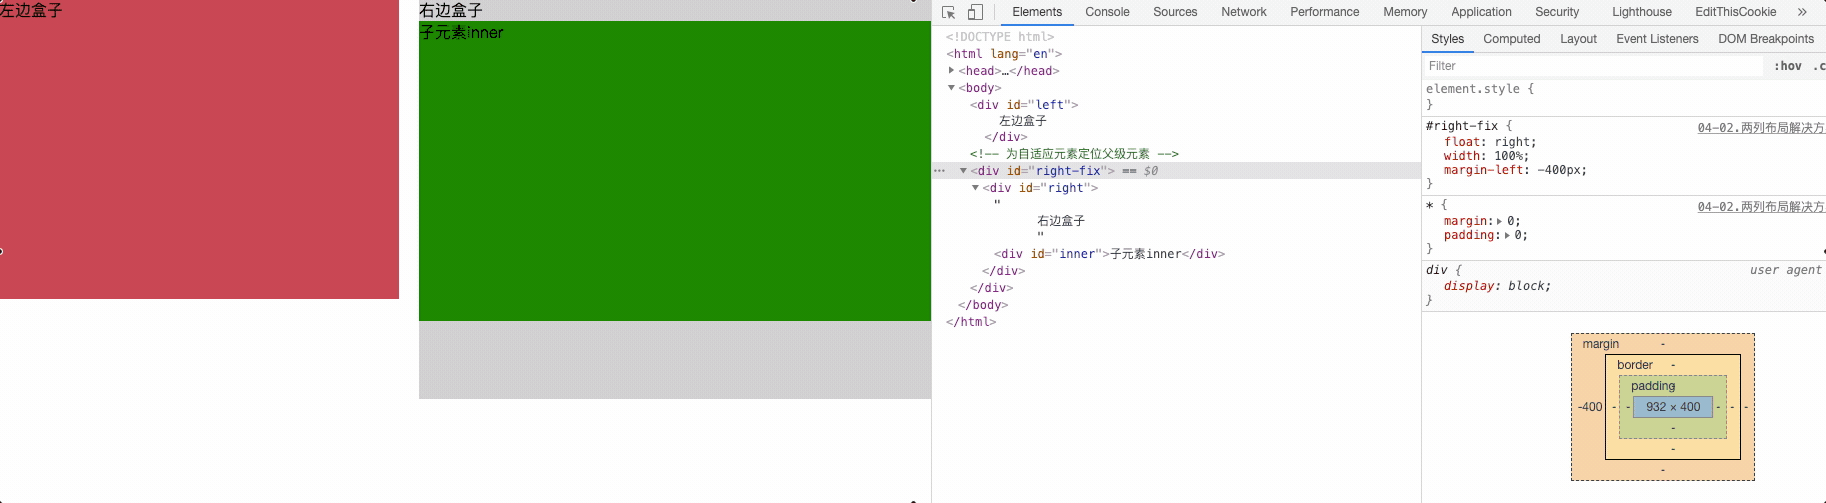 左边盒子
右边盒子
子元素inner
Elements Console Sources Network Performance Memory Application Security Lighthouse EditThisCookie »
<!DOCTYPE html>
<html lang="en">
<head>…</head>
<body>
<div id="left">
左边盒子
</div>
<!-- 为自适应元素定位父级元素 -->
<div id="right-fix"> == $0
<div id="right">
"
右边盒子
"
<div id="inner">子元素inner</div>
</div>
</div>
</body>
</html>
Styles Computed Layout Event Listeners DOM Breakpoints
Filter :hov .c
element.style {
}
#right-fix { 04-02.两列布局解决方
float: right;
width: 100%;
margin-left: -400px;
}
* { 04-02.两列布局解决方
margin: 0;
padding: 0;
}
div { user agent
display: block;
}
margin -
border -
padding -
-400 - - 932 × 400 - - -
-
-
-